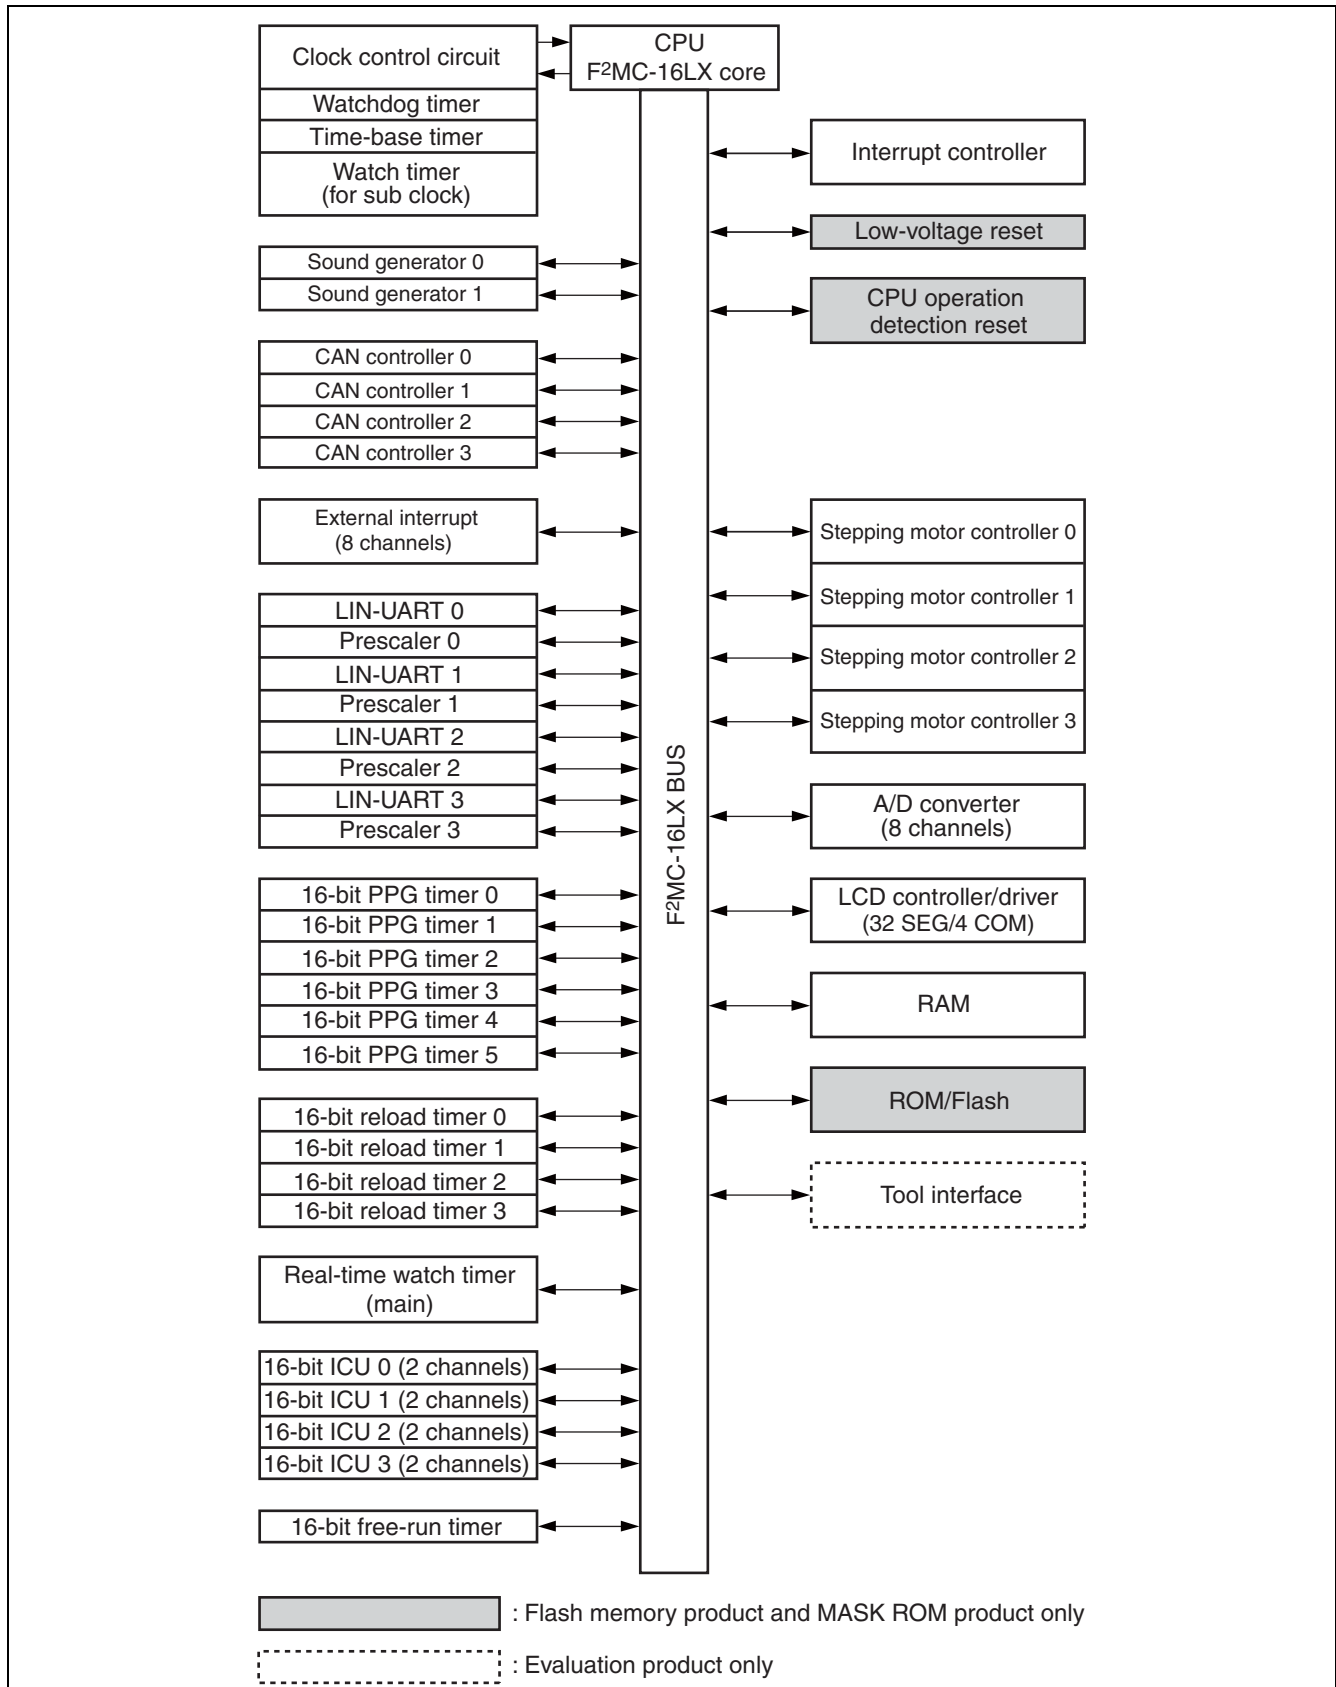 Clock control circuit
Watchdog timer
Time-base timer
Watch timer
(for sub clock)
CPU
F²MC-16LX core
Sound generator 0
Sound generator 1
CAN controller 0
CAN controller 1
CAN controller 2
CAN controller 3
External interrupt
(8 channels)
LIN-UART 0
Prescaler 0
LIN-UART 1
Prescaler 1
LIN-UART 2
Prescaler 2
LIN-UART 3
Prescaler 3
16-bit PPG timer 0
16-bit PPG timer 1
16-bit PPG timer 2
16-bit PPG timer 3
16-bit PPG timer 4
16-bit PPG timer 5
16-bit reload timer 0
16-bit reload timer 1
16-bit reload timer 2
16-bit reload timer 3
Real-time watch timer
(main)
16-bit ICU 0 (2 channels)
16-bit ICU 1 (2 channels)
16-bit ICU 2 (2 channels)
16-bit ICU 3 (2 channels)
16-bit free-run timer
F²MC-16LX BUS
Interrupt controller
Low-voltage reset
CPU operation
detection reset
Stepping motor controller 0
Stepping motor controller 1
Stepping motor controller 2
Stepping motor controller 3
A/D converter
(8 channels)
LCD controller/driver
(32 SEG/4 COM)
RAM
ROM/Flash
Tool interface
: Flash memory product and MASK ROM product only
: Evaluation product only